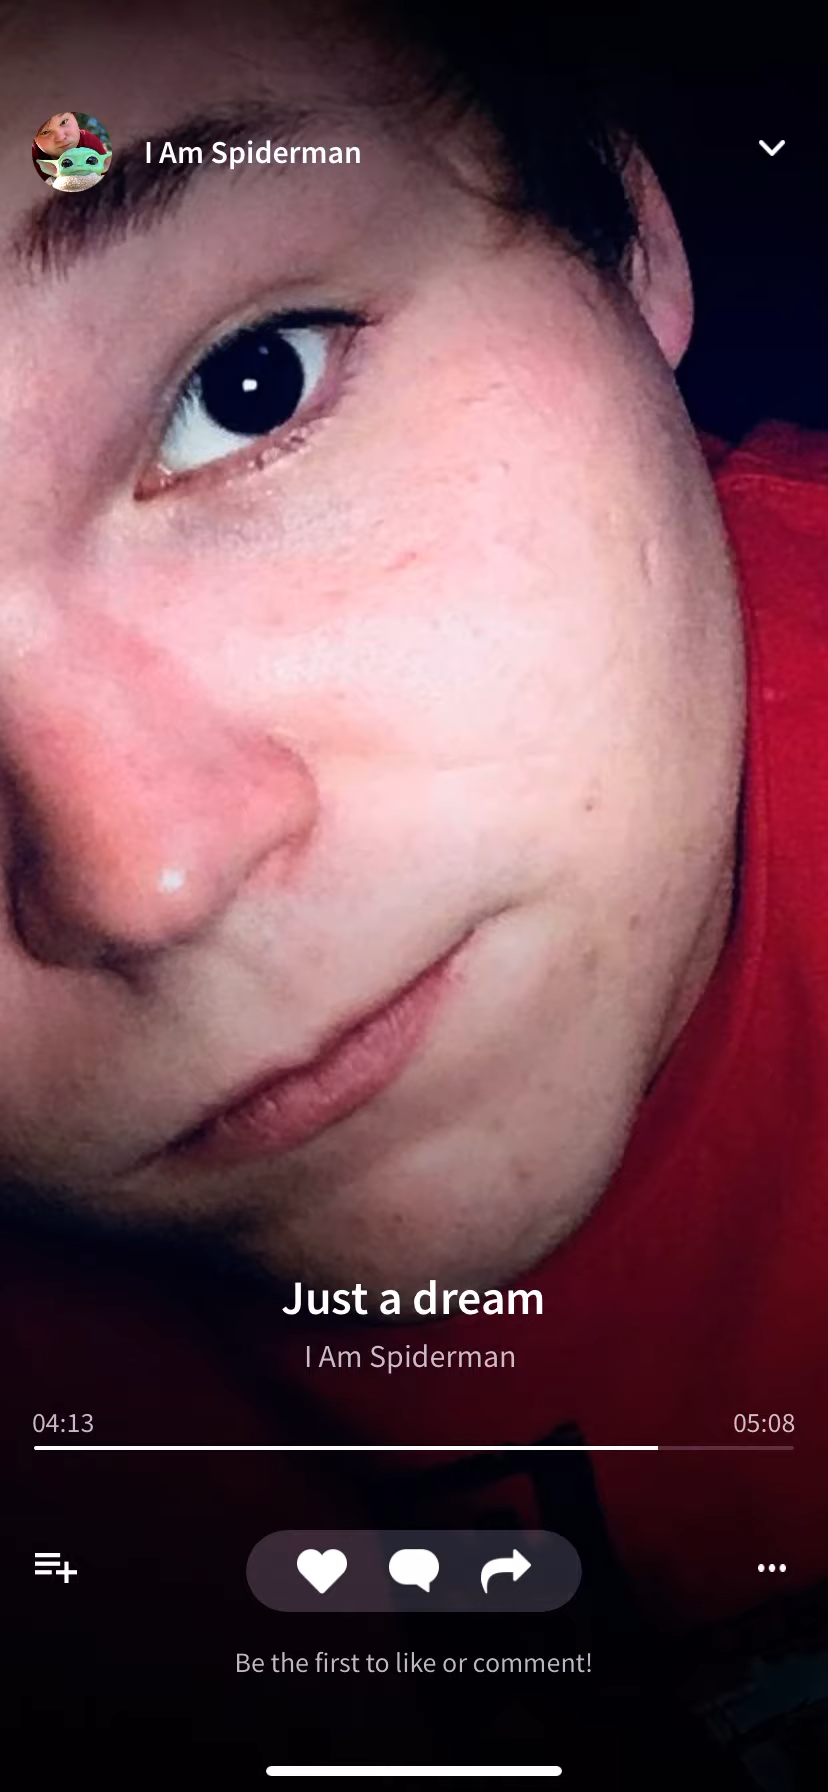 I Am Spiderman
Just a dream
I Am Spiderman
04:13 05:08
Be the first to like or comment!